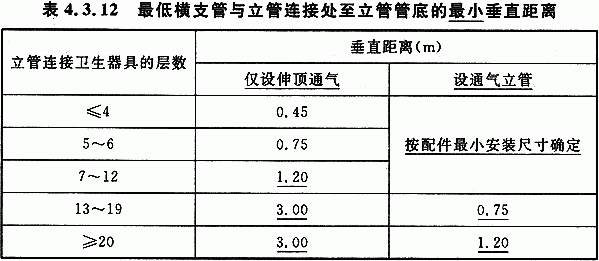 表 4.3.12 最低横支管与立管连接处至立管管底的最小垂直距离
立管连接卫生器具的层数
垂直距离(m)
仅设伸顶通气
设通气立管
≤4
0.45
按配件最小安装尺寸确定
5～6
0.75
7～12
1.20
13～19
3.00
0.75
≥20
3.00
1.20